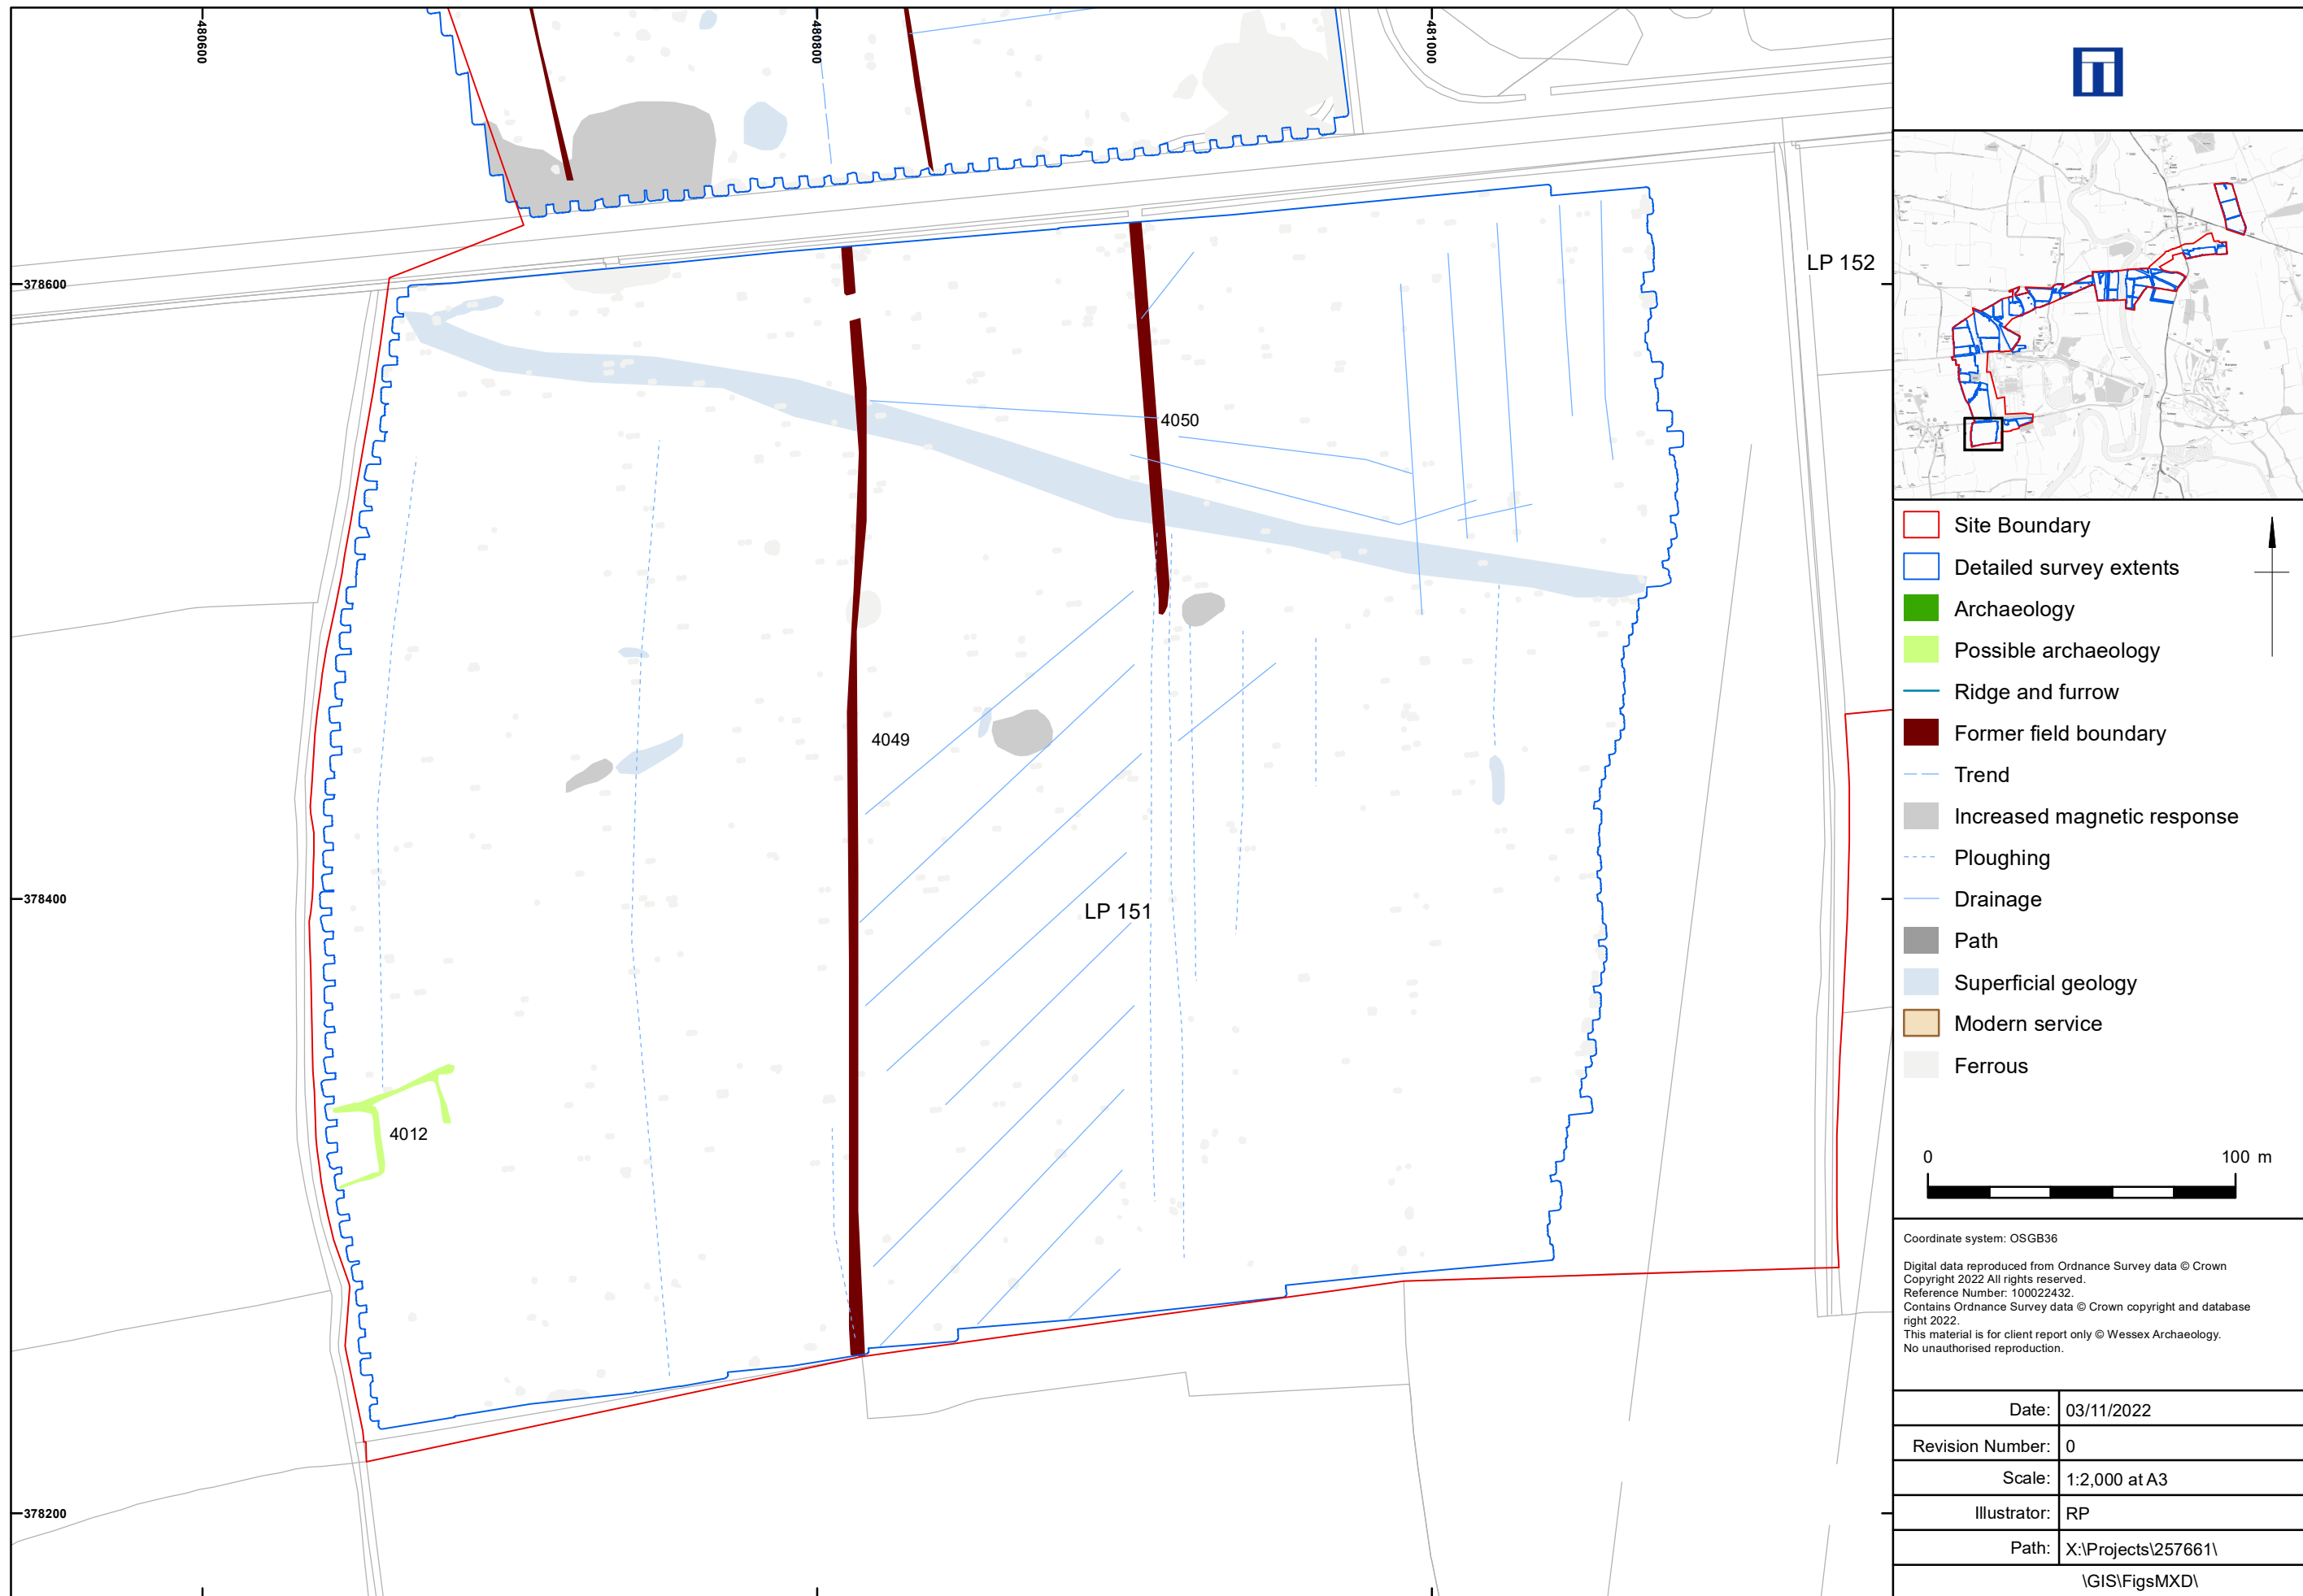 480600
480800
481000
378600
378400
378200
LP 152
4050
4049
LP 151
4012
Site Boundary
Detailed survey extents
Archaeology
Possible archaeology
Ridge and furrow
Former field boundary
Trend
Increased magnetic response
Ploughing
Drainage
Path
Superficial geology
Modern service
Ferrous
0 100 m
Coordinate system: OSGB36
Digital data reproduced from Ordnance Survey data © Crown
Copyright 2022 All rights reserved.
Reference Number: 100022432.
Contains Ordnance Survey data © Crown copyright and database
right 2022.
This material is for client report only © Wessex Archaeology.
No unauthorised reproduction.
Date: 03/11/2022
Revision Number: 0
Scale: 1:2,000 at A3
Illustrator: RP
Path: X:\Projects\257661\
\GIS\FigsMXD\